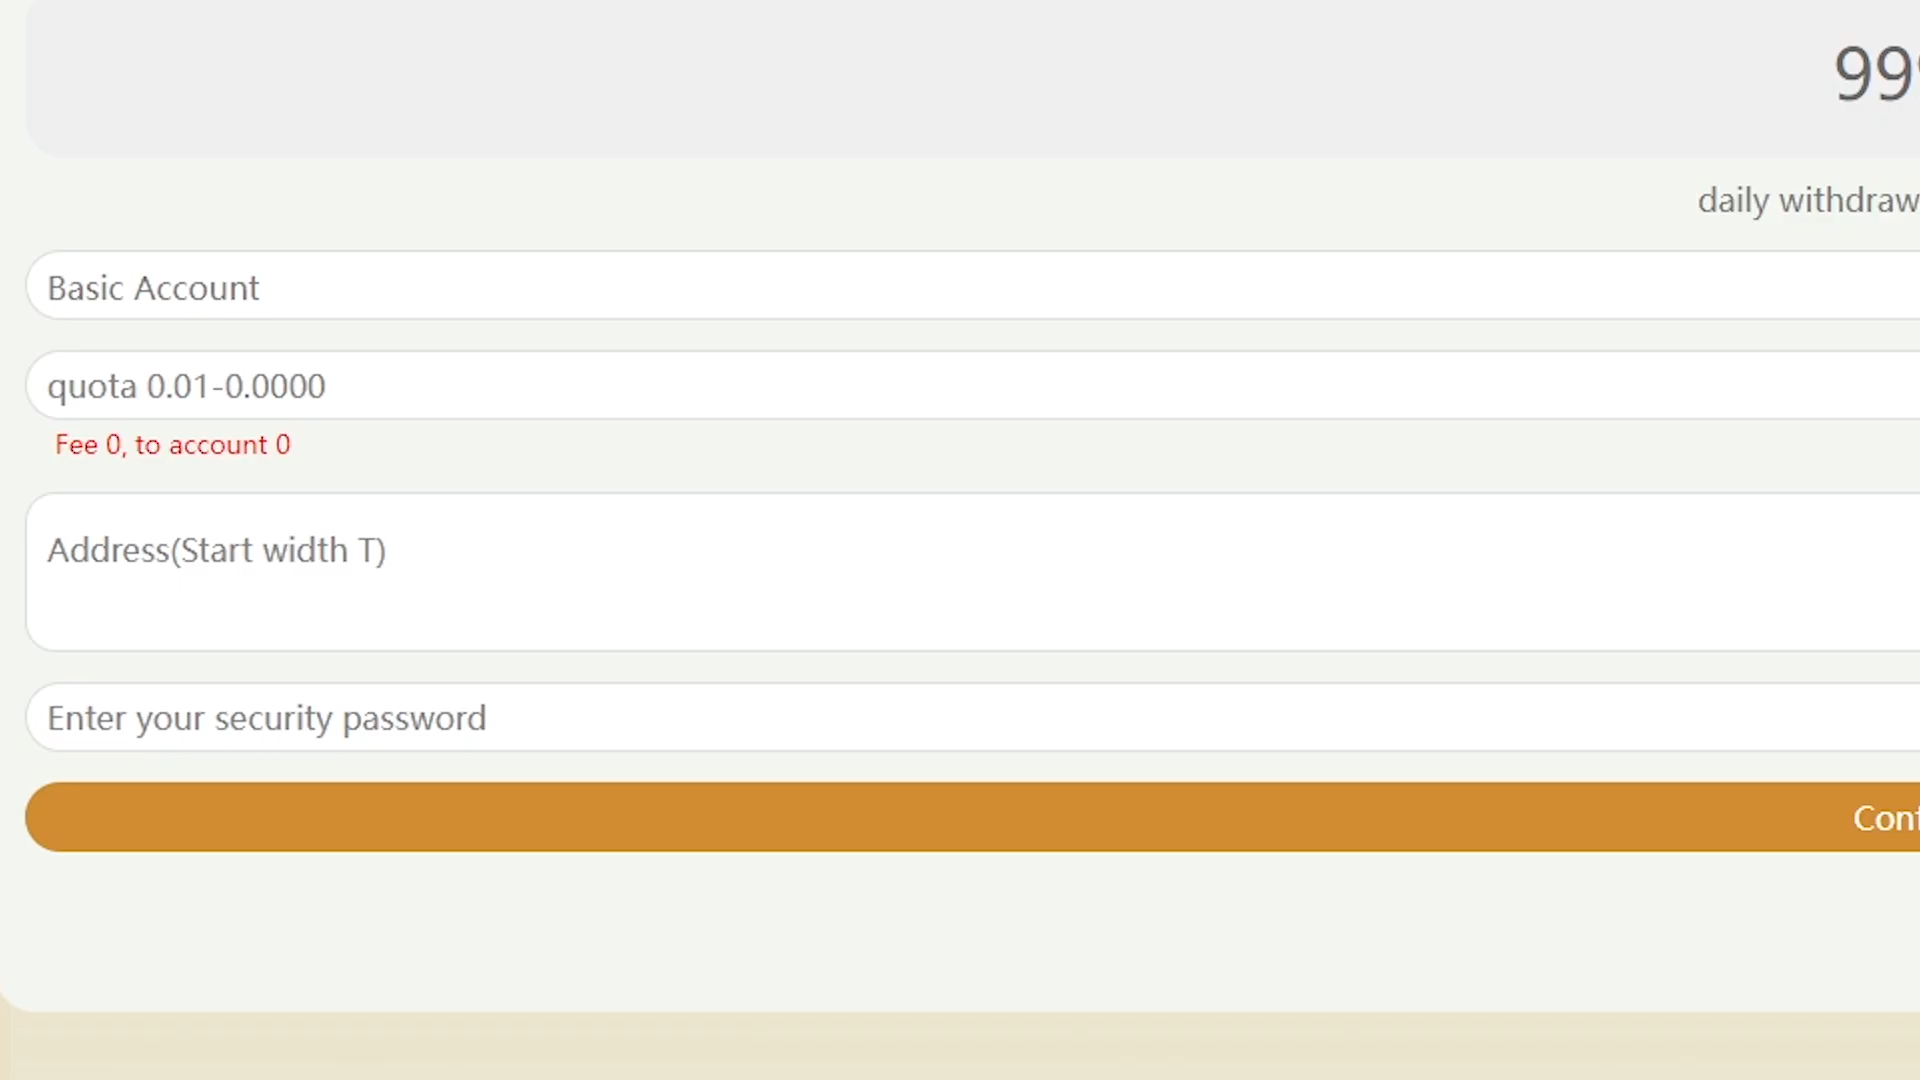 99
daily withdraw
Basic Account
quota 0.01-0.0000
Fee 0, to account 0
Address(Start width T)
Enter your security password